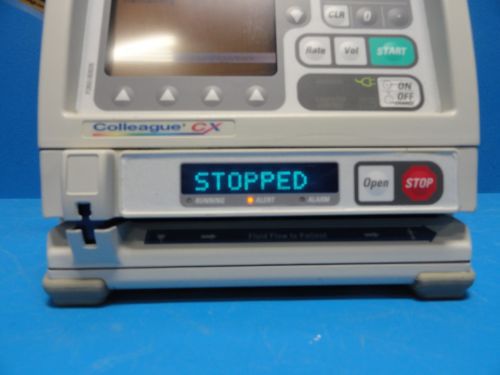 CLR 0
Rate Vol START
ON
OFF
Colleague® CX
STOPPED
Open STOP
RUNNING ALERT ALARM
Fluid Flow to Patient